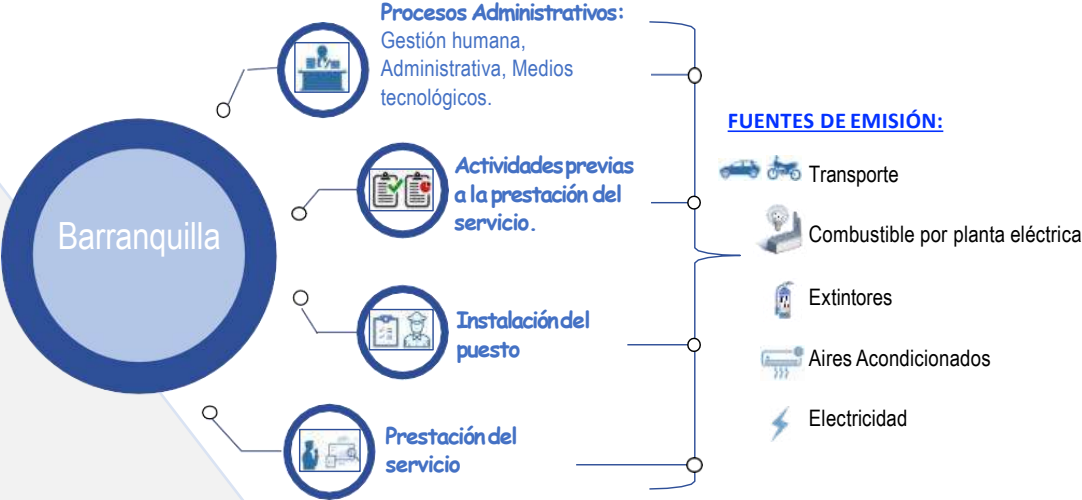 Barranquilla
Procesos Administrativos:
Gestión humana,
Administrativa, Medios
tecnológicos.
Actividades previas
a la prestación del
servicio.
Instalación del
puesto
Prestación del
servicio
FUENTES DE EMISIÓN:
Transporte
Combustible por planta eléctrica
Extintores
Aires Acondicionados
Electricidad